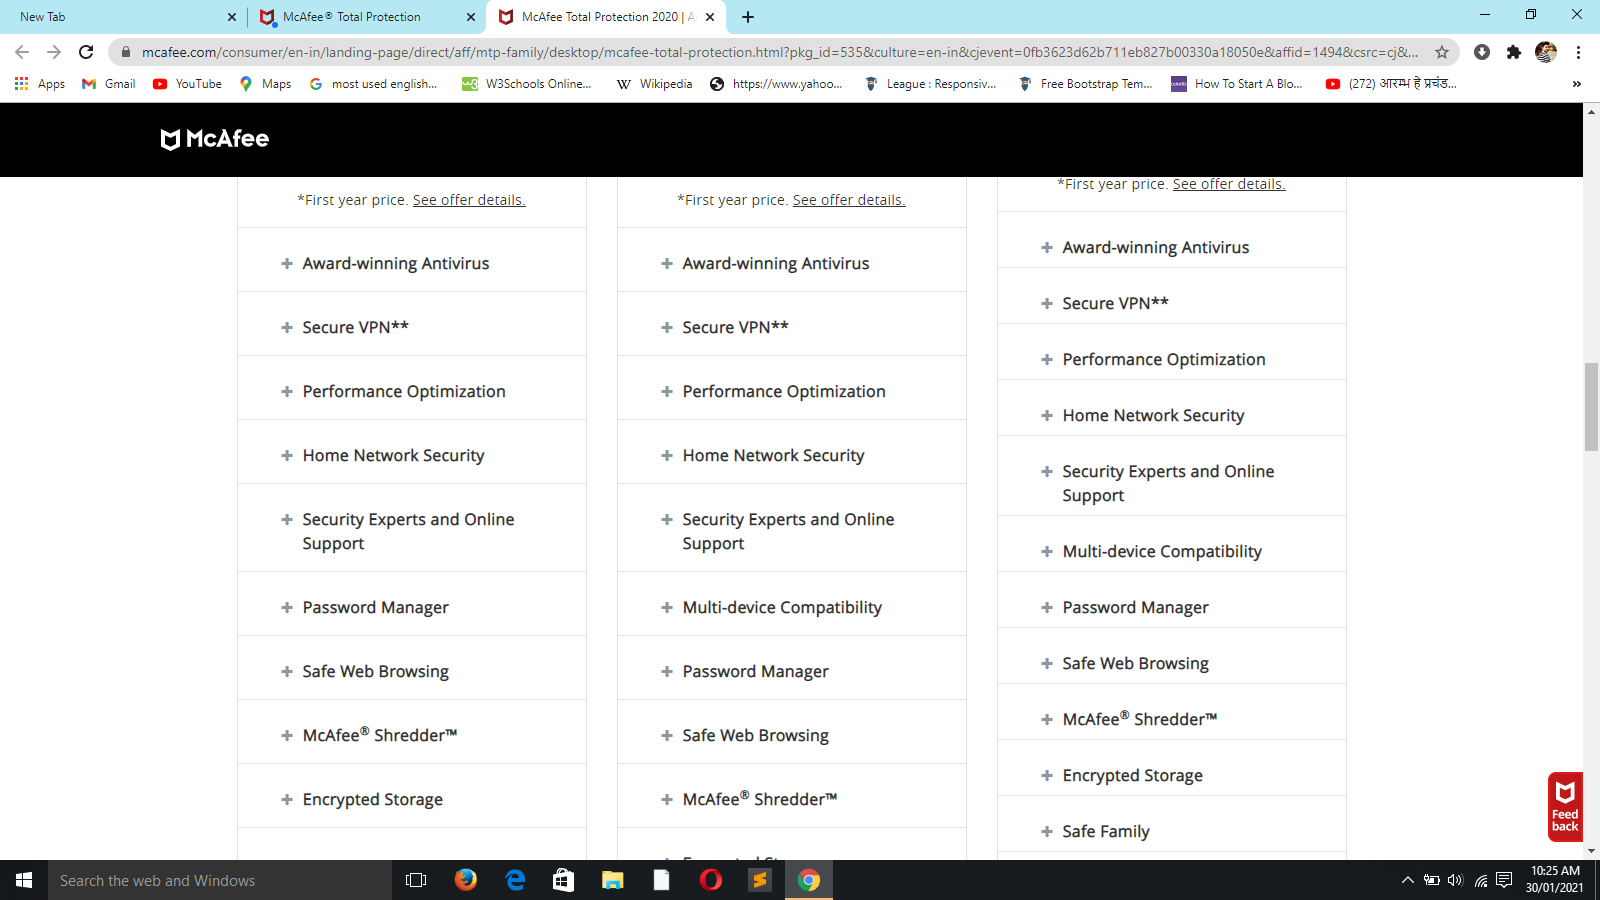 New Tab
McAfee® Total Protection
McAfee Total Protection 2020 | A
mcafee.com/consumer/en-in/landing-page/direct/aff/mtp-family/desktop/mcafee-total-protection.html?pkg_id=535&culture=en-in&cjevent=0fb3623d62b711eb827b00330a18050e&affid=1494&csrc=cj&...
Apps
Gmail
YouTube
Maps
most used english...
W3Schools Online...
Wikipedia
https://www.yahoo...
League : Responsiv...
Free Bootstrap Tem...
How To Start A Blo...
(272) आरम्भ हे प्रचंड...
McAfee
*First year price. See offer details.
Award-winning Antivirus
Secure VPN**
Performance Optimization
Home Network Security
Security Experts and Online
Support
Password Manager
Safe Web Browsing
McAfee® Shredder™
Encrypted Storage
*First year price. See offer details.
Award-winning Antivirus
Secure VPN**
Performance Optimization
Home Network Security
Security Experts and Online
Support
Multi-device Compatibility
Password Manager
Safe Web Browsing
McAfee® Shredder™
*First year price. See offer details.
Award-winning Antivirus
Secure VPN**
Performance Optimization
Home Network Security
Security Experts and Online
Support
Multi-device Compatibility
Password Manager
Safe Web Browsing
McAfee® Shredder™
Encrypted Storage
Safe Family
Feed
back
Search the web and Windows
10:25 AM
30/01/2021